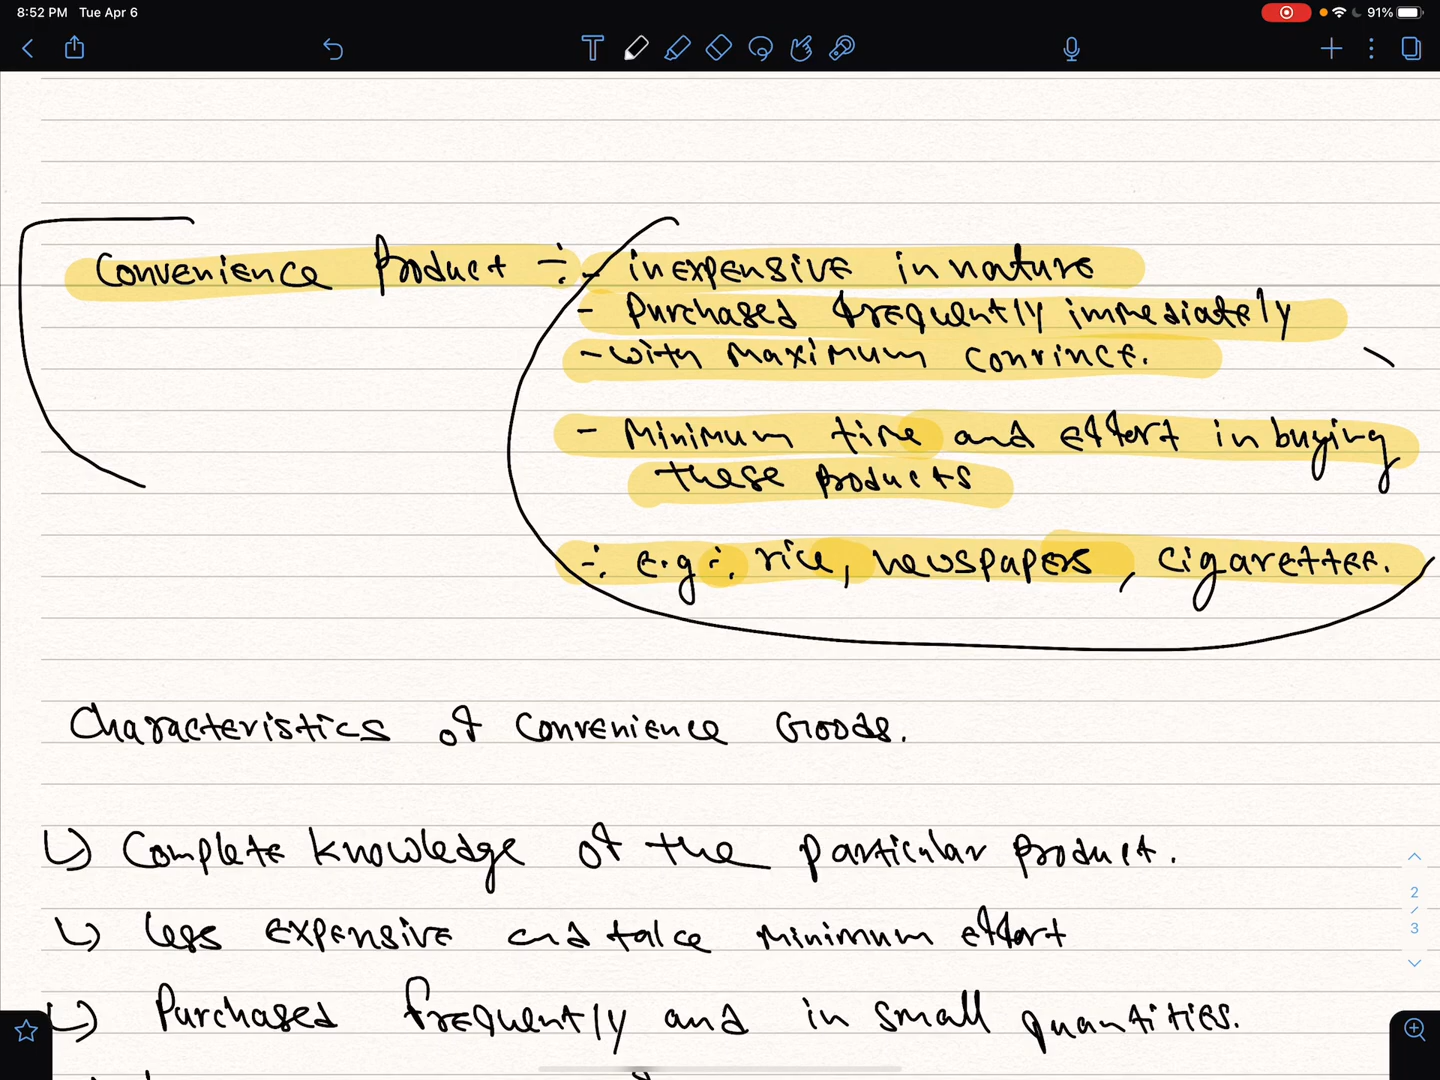 8:52 PM Tue Apr 6
91%
Convenience Product ÷ - inexpensive in nature
- Purchased frequently immediately
- with maximum convince.
- Minimum time and effort in buying
these products
÷ e.g ÷ rice, newspapers, cigarettee.
Characteristics of convenience Goods.
↳ Complete knowledge of the particular product.
↳ less expensive and take minimum effort
↳ Purchased frequently and in small quantities.
2
/
3